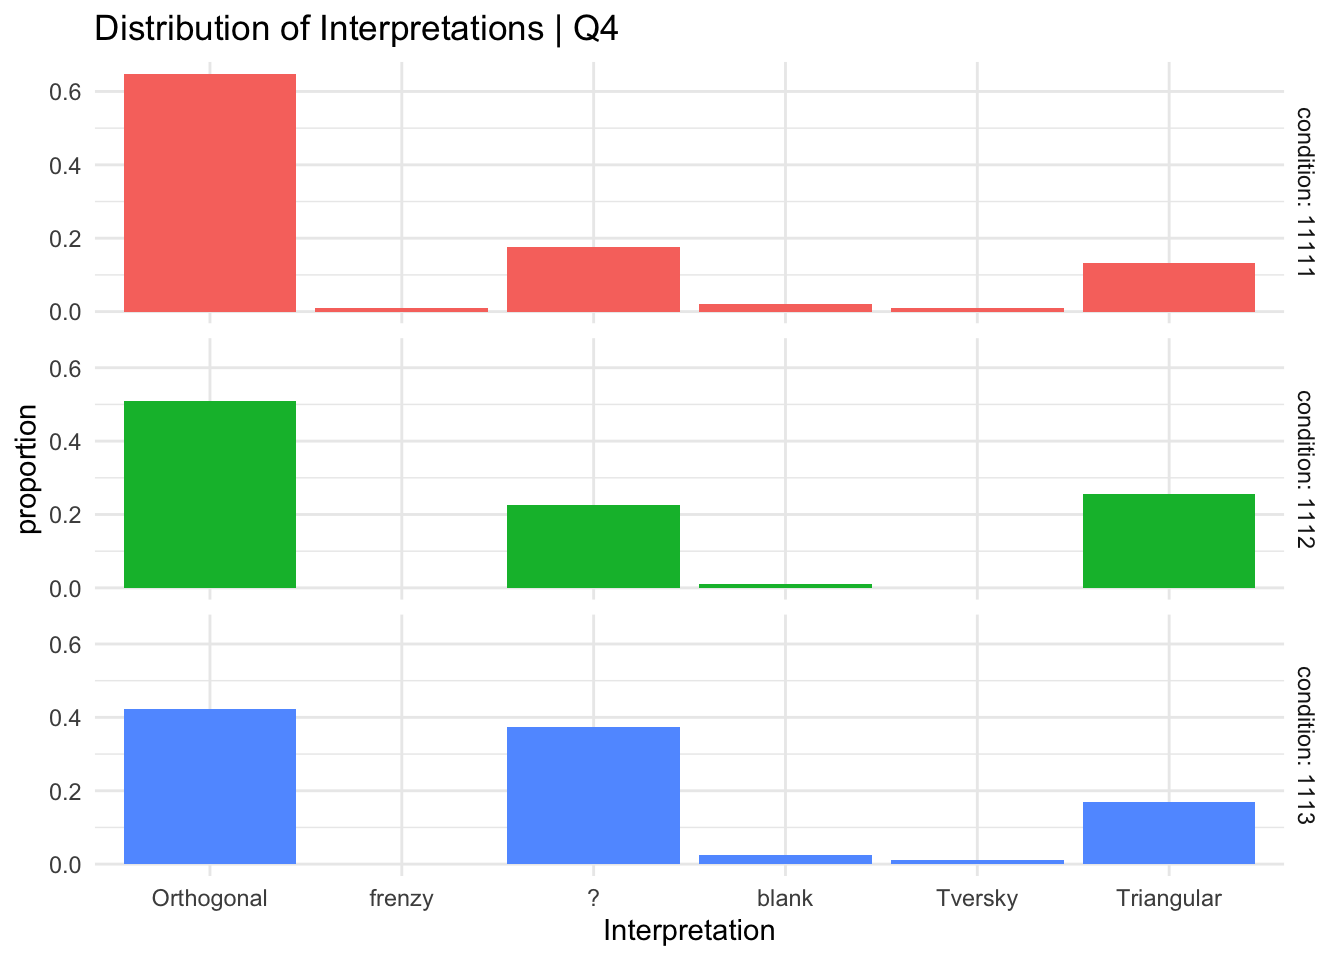 Distribution of Interpretations | Q4
proportion
0.6
0.4
0.2
0.0
condition: 11111
0.6
0.4
0.2
0.0
condition: 1112
0.6
0.4
0.2
0.0
condition: 1113
Orthogonal frenzy ? blank Tversky Triangular
Interpretation